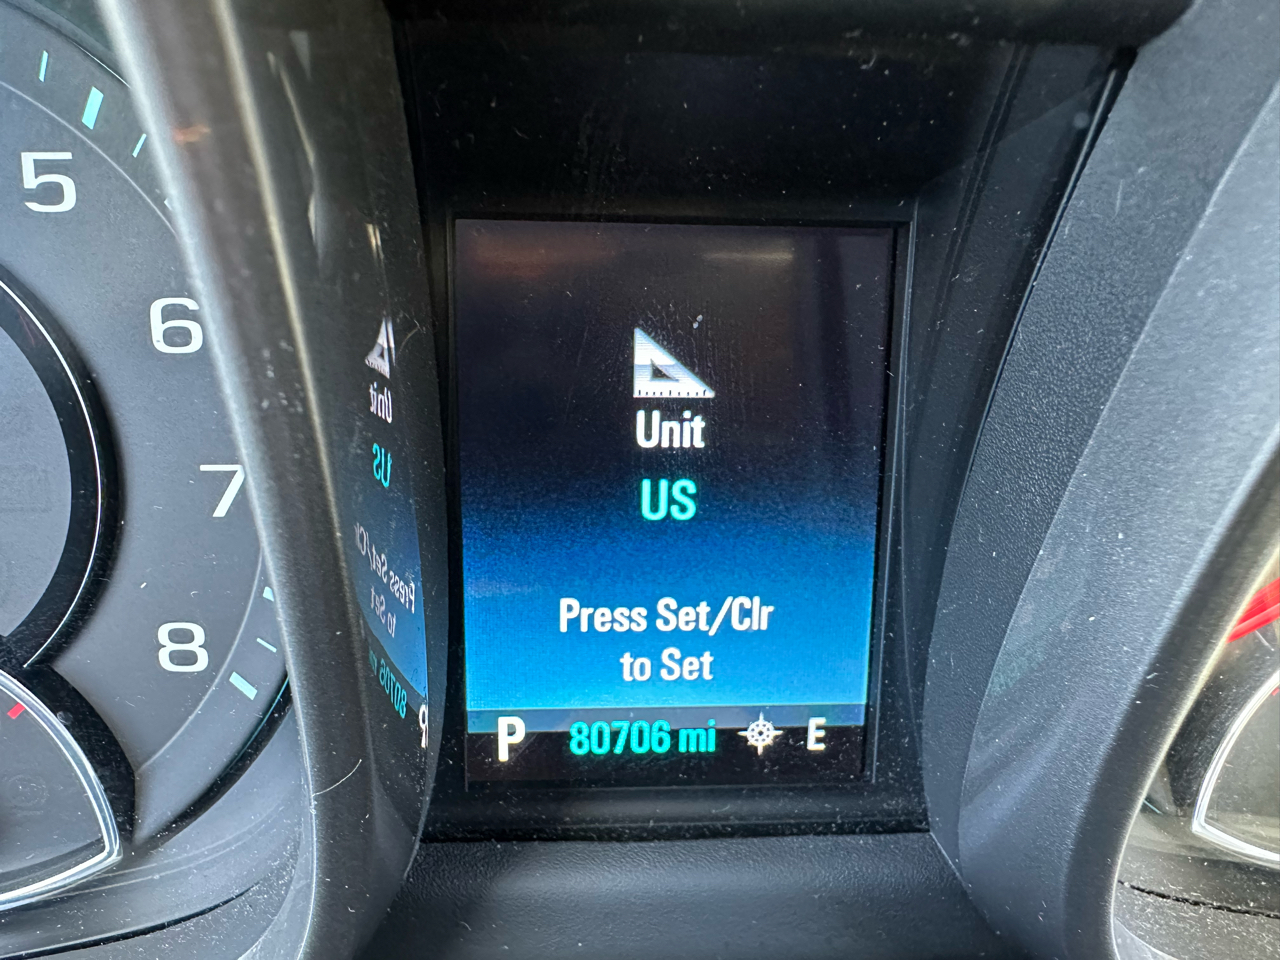 5
6
7
8
Unit
US
Press Set/Clr
to Set
P 80706 mi E